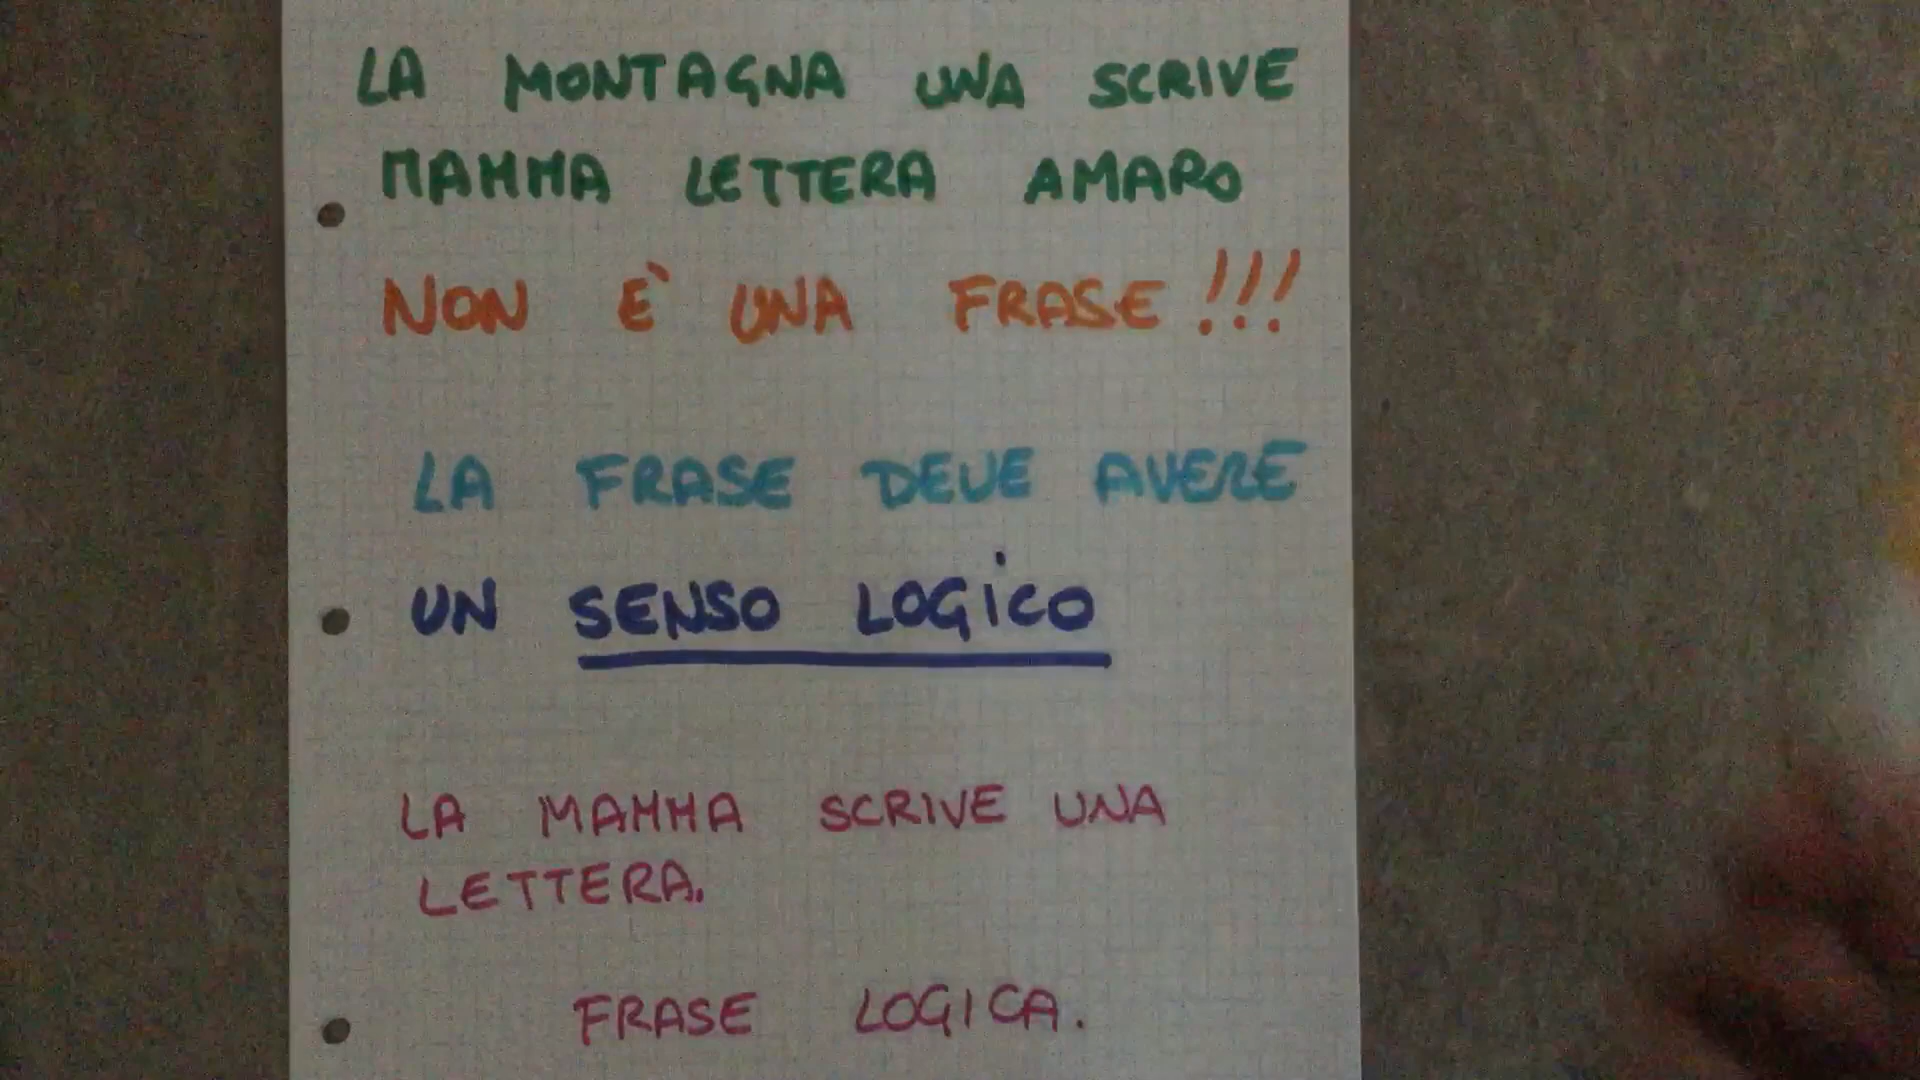 LA MONTAGNA UNA SCRIVE
MAMMA LETTERA AMARO
NON È UNA FRASE!!!
LA FRASE DEVE AVERE
UN SENSO LOGICO
LA MAMMA SCRIVE UNA
LETTERA.
FRASE LOGICA.